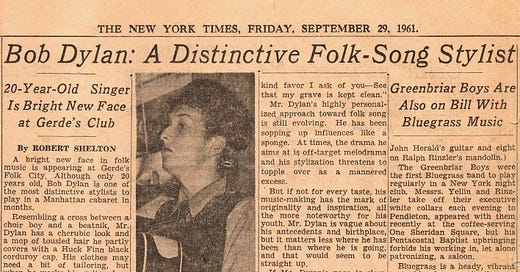 THE NEW YORK TIMES, FRIDAY, SEPTEMBER 29, 1961.
Bob Dylan: A Distinctive Folk-Song Stylist
20-Year-Old Singer
Is Bright New Face
at Gerde's Club
By ROBERT SHELTON
A bright new face in folk
music is appearing at Gerde's
Folk City. Although only 20
years old, Bob Dylan is one of
the most distinctive stylists to
play in a Manhattan cabaret in
months.
Resembling a cross between a
choir boy and a beatnik, Mr.
Dylan has a cherubic look and
a mop of tousled hair he partly
covers with a Huck Finn black
corduroy cap. His clothes may
need a bit of tailoring, but
kind favor I ask of you—See
that my grave is kept clean."
Mr. Dylan's highly personal-
ized approach toward folk song
is still evolving. He has been
sopping up influences like a
sponge. At times, the drama he
aims at is off-target melodrama
and his stylization threatens to
topple over as a mannered
excess.
But if not for every taste, his
music-making has the mark of
originality and inspiration, all
the more noteworthy for his
youth. Mr. Dylan is vague about
his antecedents and birthplace,
but it matters less where he has
been than where he is going,
and that would seem to be
straight up.
Greenbriar Boys Are
Also on Bill With
Bluegrass Music
John Herald's guitar and eight
on Ralph Rinzler's mandolin.)
The Greenbriar Boys were
the first Bluegrass band to play
regularly in a New York night
club. Messrs. Yellin and Rinz-
ler take off their executive
white collars each evening to
Pendleton, appeared with them
recently at the coffee-serving
One Sheridan Square, but his
Pentecostal Baptist upbringing
forbids his working in, let alone
patronizing, a saloon.
Bluegrass is a heady, vibrant,